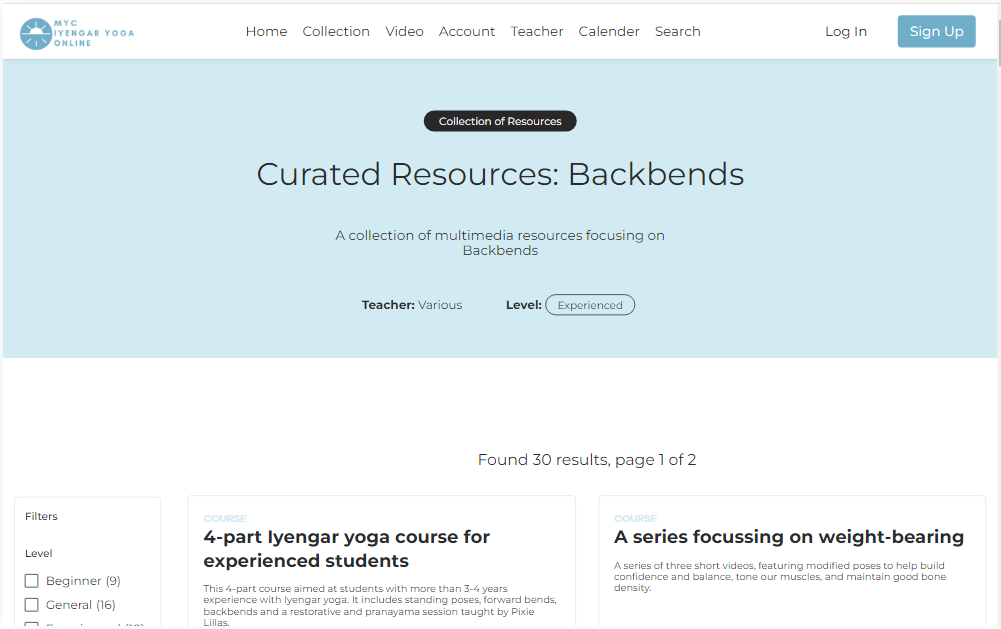 MYC
IYENGAR YOGA
ONLINE
Home Collection Video Account Teacher Calender Search Log In Sign Up
Collection of Resources
Curated Resources: Backbends
A collection of multimedia resources focusing on
Backbends
Teacher: Various Level: Experienced
Found 30 results, page 1 of 2
Filters
Level
Beginner (9)
General (16)
COURSE
4-part Iyengar yoga course for
experienced students
This 4-part course aimed at students with more than 3-4 years
experience with Iyengar yoga. It includes standing poses, forward bends,
backbends and a restorative and pranayama session taught by Pixie
Lillas.
COURSE
A series focussing on weight-bearing
A series of three short videos, featuring modified poses to help build
confidence and balance, tone our muscles, and maintain good bone
density.